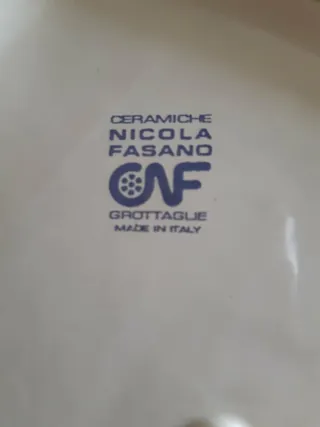 CERAMICHE
NICOLA
FASANO
CNF
GROTTAGLIE
MADE IN ITALY